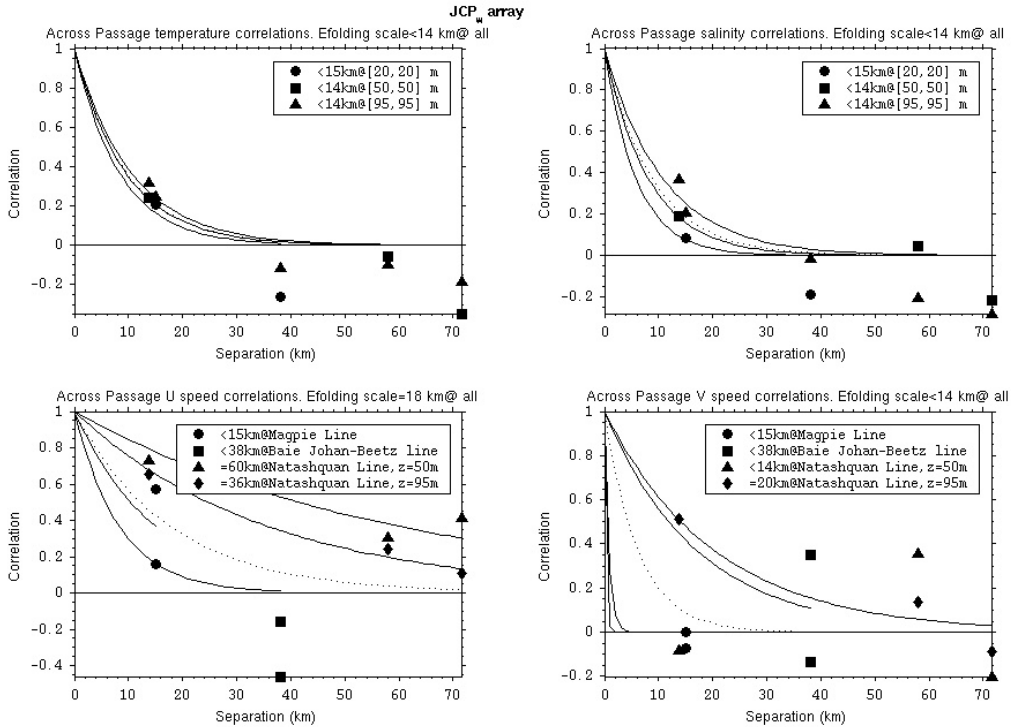 JCP_w array
Across Passage temperature correlations. Efolding scale<14 km@ all
<15km@[20,20] m
<14km@[50,50] m
<14km@[95,95] m
Correlation
1
0.8
0.6
0.4
0.2
0
-0.2
0 10 20 30 40 50 60 70
Separation (km)
Across Passage salinity correlations. Efolding scale<14 km@ all
<15km@[20,20] m
<14km@[50,50] m
<14km@[95,95] m
Correlation
1
0.8
0.6
0.4
0.2
0
-0.2
0 10 20 30 40 50 60 70
Separation (km)
Across Passage U speed correlations. Efolding scale=18 km@ all
<15km@Magpie Line
<38km@Baie Johan-Beetz line
=60km@Natashquan Line,z=50m
=36km@Natashquan Line,z=95m
Correlation
1
0.8
0.6
0.4
0.2
0
-0.2
-0.4
0 10 20 30 40 50 60 70
Separation (km)
Across Passage V speed correlations. Efolding scale<14 km@ all
<15km@Magpie Line
<38km@Baie Johan-Beetz line
<14km@Natashquan Line,z=50m
=20km@Natashquan Line,z=95m
Correlation
1
0.8
0.6
0.4
0.2
0
-0.2
0 10 20 30 40 50 60 70
Separation (km)